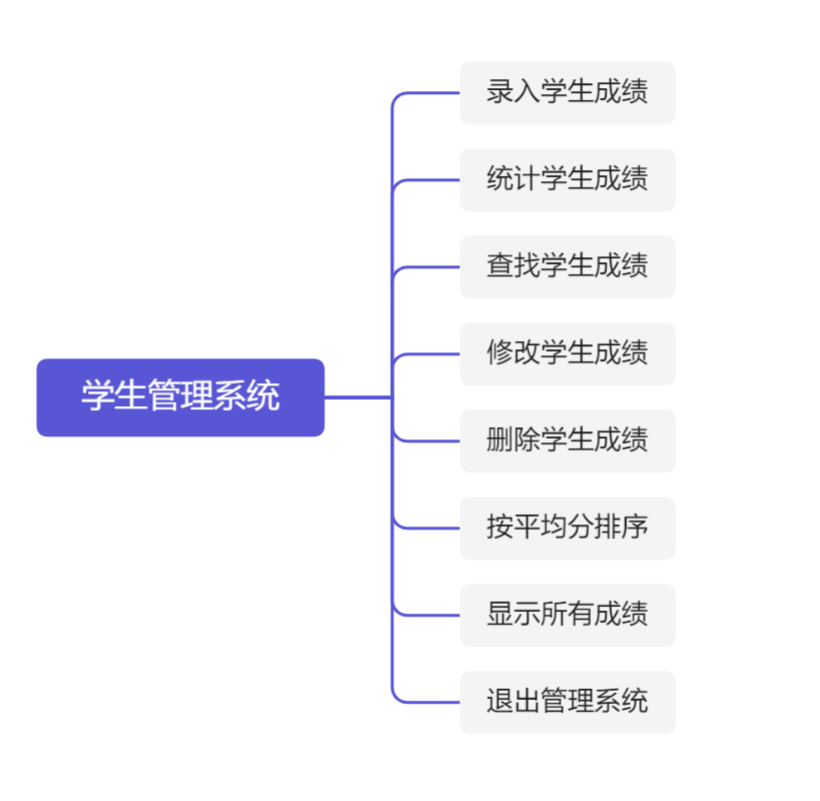 录入学生成绩
统计学生成绩
查找学生成绩
修改学生成绩
学生管理系统
删除学生成绩
按平均分排序
显示所有成绩
退出管理系统